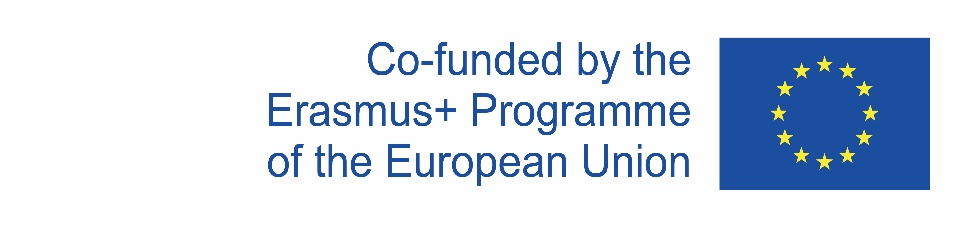 Co-funded by the
Erasmus+ Programme
of the European Union